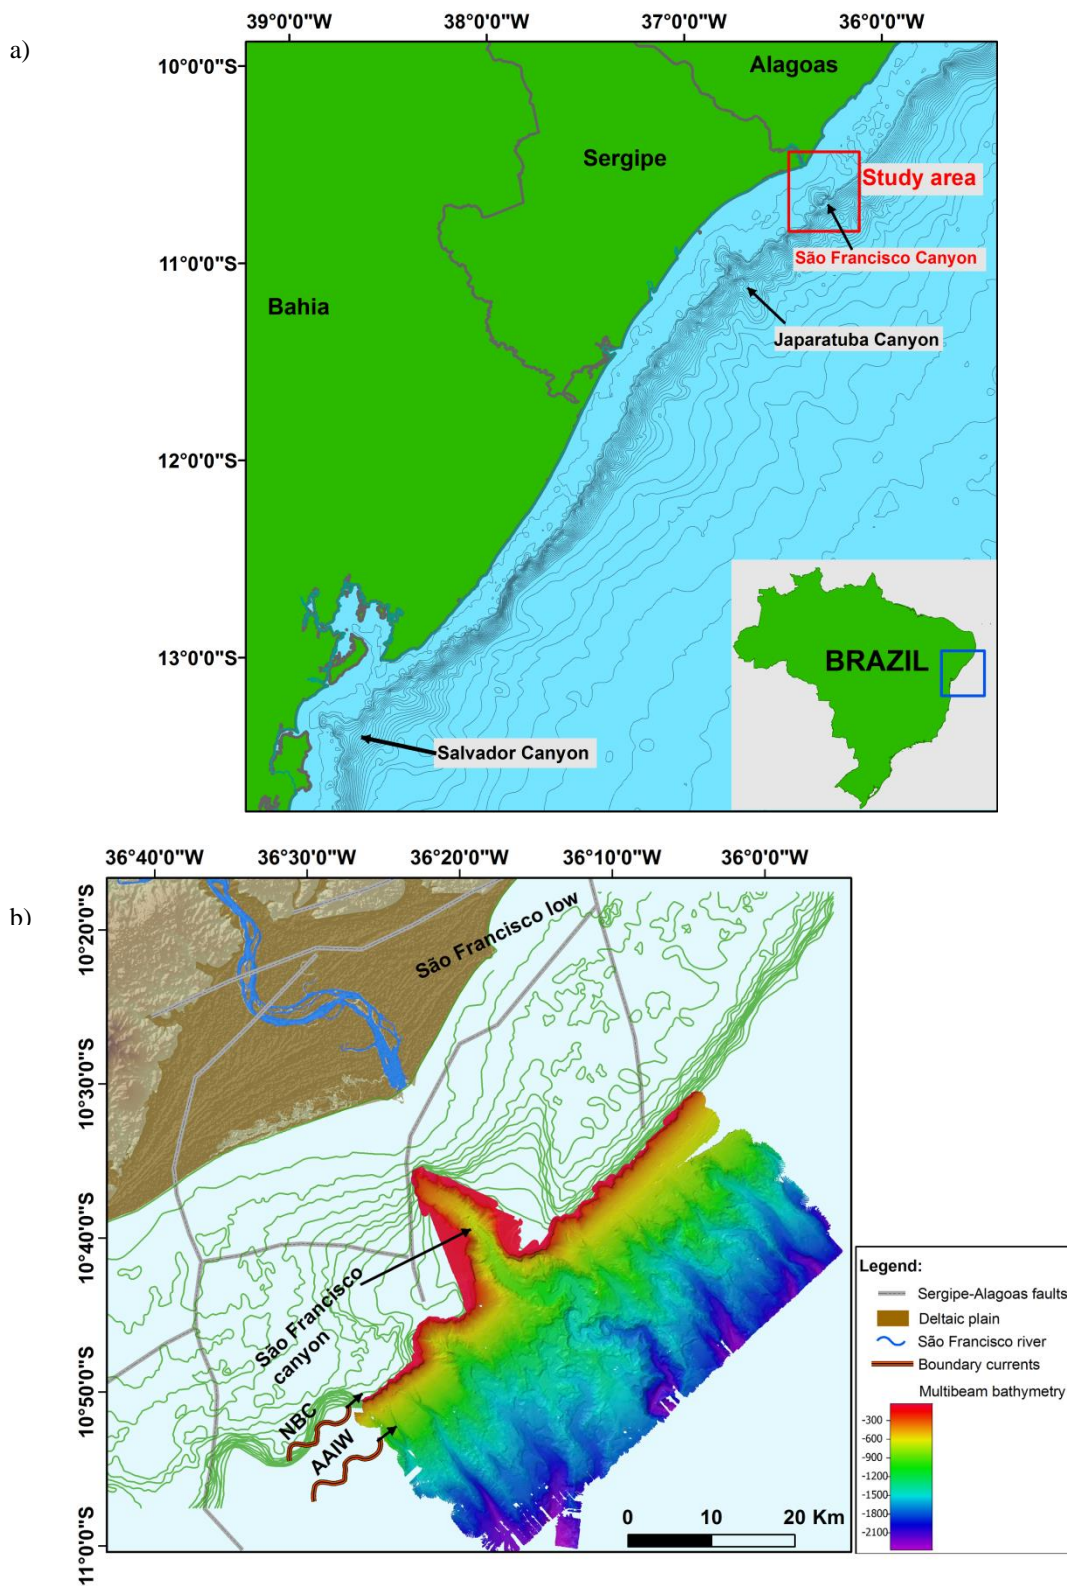 a)
39°0'0"W 38°0'0"W 37°0'0"W 36°0'0"W
10°0'0"S
11°0'0"S
12°0'0"S
13°0'0"S
Alagoas
Sergipe
Study area
São Francisco Canyon
Bahia
Japaratuba Canyon
BRAZIL
Salvador Canyon
b)
36°40'0"W 36°30'0"W 36°20'0"W 36°10'0"W 36°0'0"W
10°20'0"S
10°30'0"S
10°40'0"S
10°50'0"S
11°0'0"S
São Francisco low
São Francisco
canyon
NBC
AAIW
0 10 20 Km
Legend:
Sergipe-Alagoas faults
Deltaic plain
São Francisco river
Boundary currents
Multibeam bathymetry
-300
-600
-900
-1200
-1500
-1800
-2100